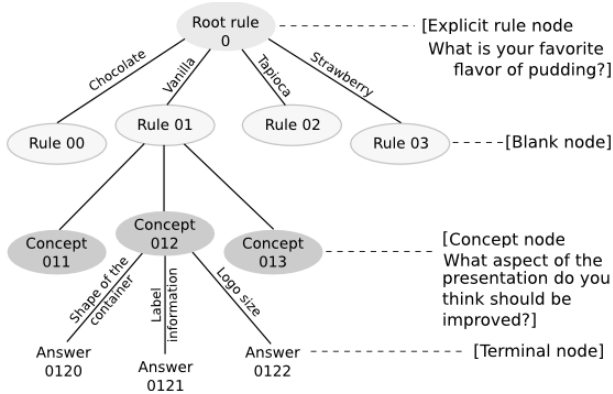 Root rule
0
[Explicit rule node
What is your favorite
flavor of pudding?]
Chocolate
Vanilla
Tapioca
Strawberry
Rule 00
Rule 01
Rule 02
Rule 03
[Blank node]
Concept
011
Concept
012
Concept
013
[Concept node
What aspect of the
presentation do you
think should be
improved?]
Shape of the
container
Label
information
Logo size
Answer
0120
Answer
0121
Answer
0122
[Terminal node]